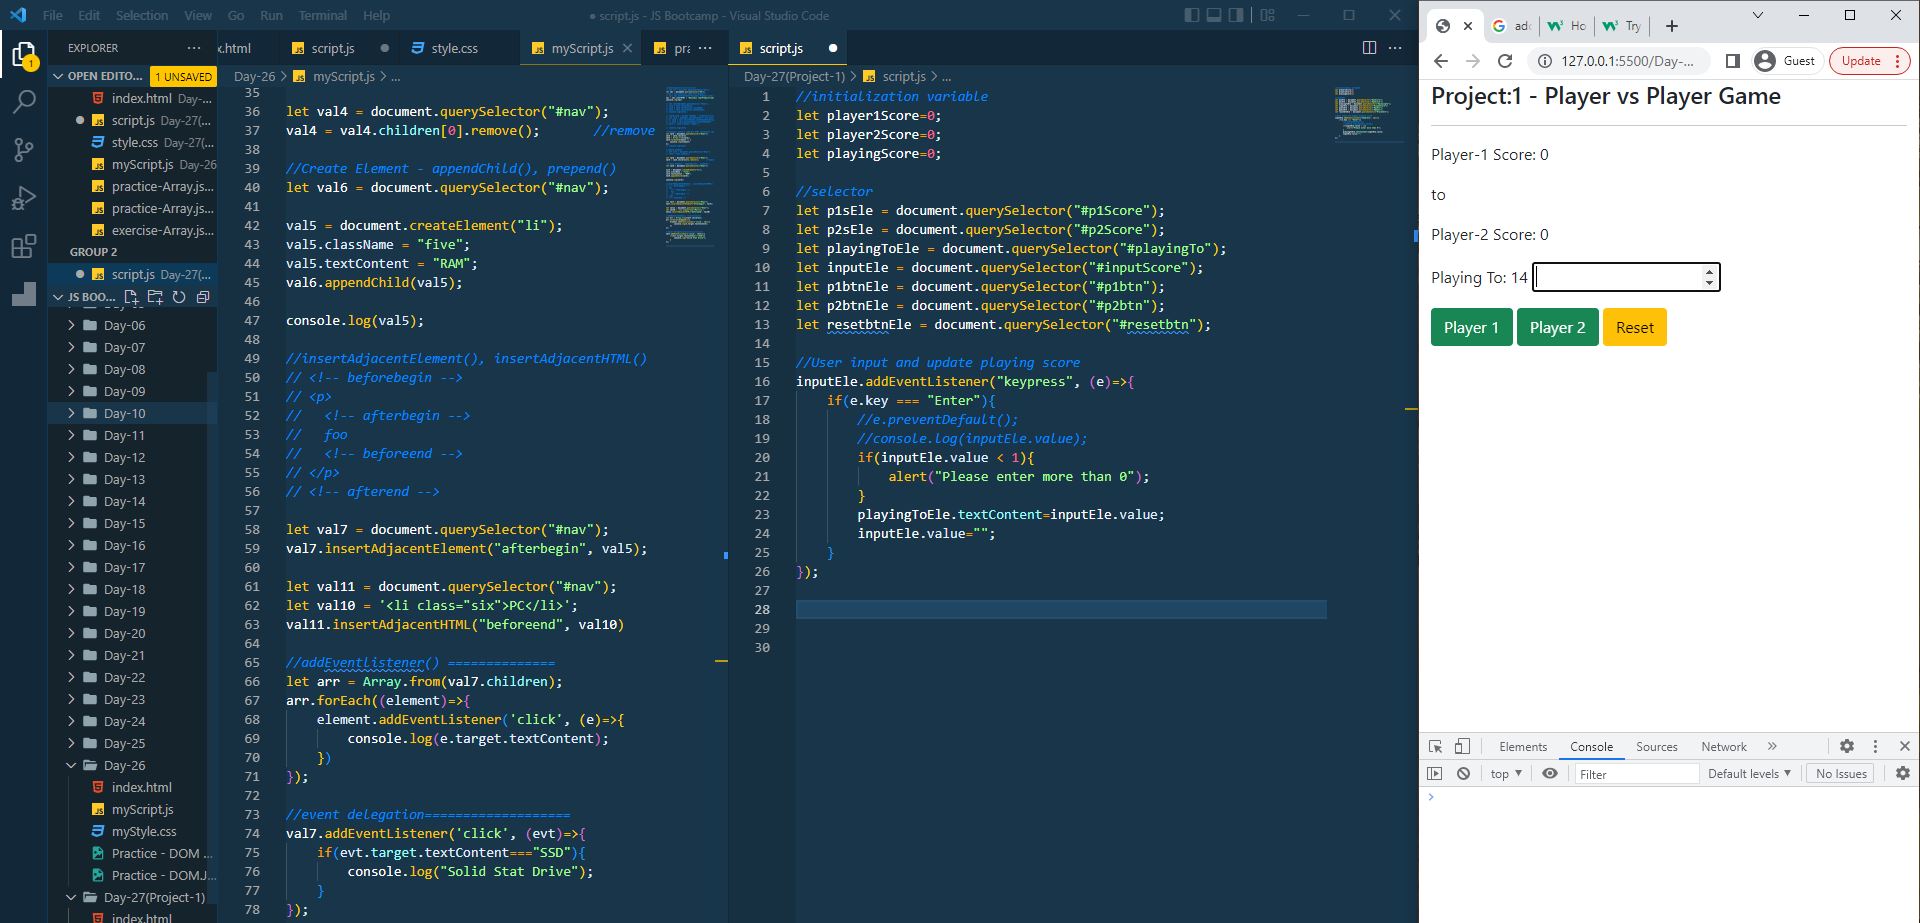 File Edit Selection View Go Run Terminal Help
● script.js - JS Bootcamp - Visual Studio Code
EXPLORER
1
OPEN EDITO... 1 UNSAVED
index.html Day-...
script.js Day-27(...
style.css Day-27(...
myScript.js Day-26
practice-Array.js...
practice-Array.js...
exercise-Array.js...
GROUP 2
script.js Day-27(...
JS BOO...
Day-06
Day-07
Day-08
Day-09
Day-10
Day-11
Day-12
Day-13
Day-14
Day-15
Day-16
Day-17
Day-18
Day-19
Day-20
Day-21
Day-22
Day-23
Day-24
Day-25
Day-26
index.html
myScript.js
myStyle.css
Practice - DOM ...
Practice - DOM.J...
Day-27(Project-1)
index.html
x.html script.js style.css myScript.js pra
Day-26 > myScript.js > ...
35
36 let val4 = document.querySelector("#nav");
37 val4 = val4.children[0].remove(); //remove
38
39 //Create Element - appendChild(), prepend()
40 let val6 = document.querySelector("#nav");
41
42 val5 = document.createElement("li");
43 val5.className = "five";
44 val5.textContent = "RAM";
45 val6.appendChild(val5);
46
47 console.log(val5);
48
49 //insertAdjacentElement(), insertAdjacentHTML()
50 // <!-- beforebegin -->
51 // <p>
52 //   <!-- afterbegin -->
53 //   foo
54 //   <!-- beforeend -->
55 // </p>
56 // <!-- afterend -->
57
58 let val7 = document.querySelector("#nav");
59 val7.insertAdjacentElement("afterbegin", val5);
60
61 let val11 = document.querySelector("#nav");
62 let val10 = '<li class="six">PC</li>';
63 val11.insertAdjacentHTML("beforeend", val10)
64
65 //addEventlistener() ==============
66 let arr = Array.from(val7.children);
67 arr.forEach((element)=>{
68     element.addEventListener('click', (e)=>{
69         console.log(e.target.textContent);
70     })
71 });
72
73 //event delegation===================
74 val7.addEventListener('click', (evt)=>{
75     if(evt.target.textContent==="SSD"){
76         console.log("Solid Stat Drive");
77     }
78 });
script.js
Day-27(Project-1) > script.js > ...
1 //initialization variable
2 let player1Score=0;
3 let player2Score=0;
4 let playingScore=0;
5
6 //selector
7 let p1sEle = document.querySelector("#p1Score");
8 let p2sEle = document.querySelector("#p2Score");
9 let playingToEle = document.querySelector("#playingTo");
10 let inputEle = document.querySelector("#inputScore");
11 let p1btnEle = document.querySelector("#p1btn");
12 let p2btnEle = document.querySelector("#p2btn");
13 let resetbtnEle = document.querySelector("#resetbtn");
14
15 //User input and update playing score
16 inputEle.addEventListener("keypress", (e)=>{
17     if(e.key === "Enter"){
18         //e.preventDefault();
19         //console.log(inputEle.value);
20         if(inputEle.value < 1){
21             alert("Please enter more than 0");
22         }
23         playingToEle.textContent=inputEle.value;
24         inputEle.value="";
25     }
26 });
27
28
29
30
adc Ho Try
127.0.0.1:5500/Day-... Guest Update
Project:1 - Player vs Player Game
Player-1 Score: 0
to
Player-2 Score: 0
Playing To: 14
Player 1 Player 2 Reset
Elements Console Sources Network »
top Filter Default levels No Issues